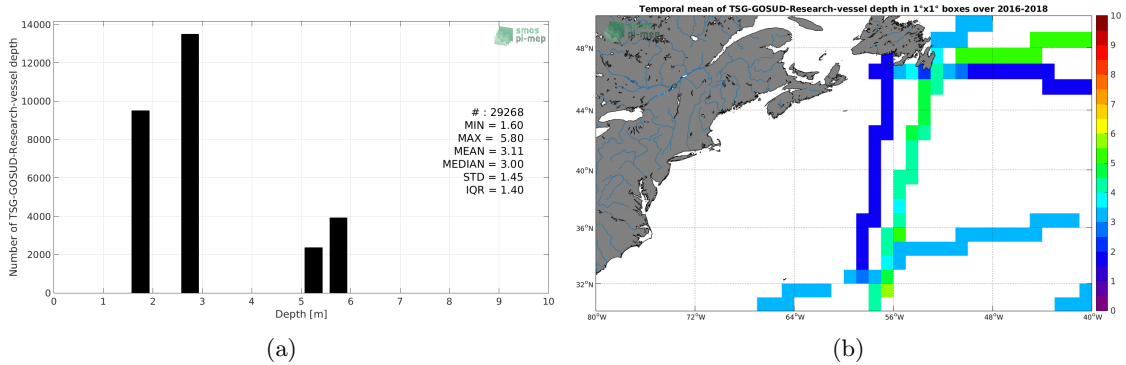 smos
pi-mep
14000
12000
10000
8000
6000
4000
2000
0
Number of TSG-GOSUD-Research-vessel depth
# : 29268
MIN = 1.60
MAX = 5.80
MEAN = 3.11
MEDIAN = 3.00
STD = 1.45
IQR = 1.40
0 1 2 3 4 5 6 7 8 9 10
Depth [m]
(a)
Temporal mean of TSG-GOSUD-Research-vessel depth in 1°x1° boxes over 2016-2018
smos
pi-mep
48°N
44°N
40°N
36°N
32°N
80°W 72°W 64°W 56°W 48°W 40°W
10
9
8
7
6
5
4
3
2
1
0
(b)